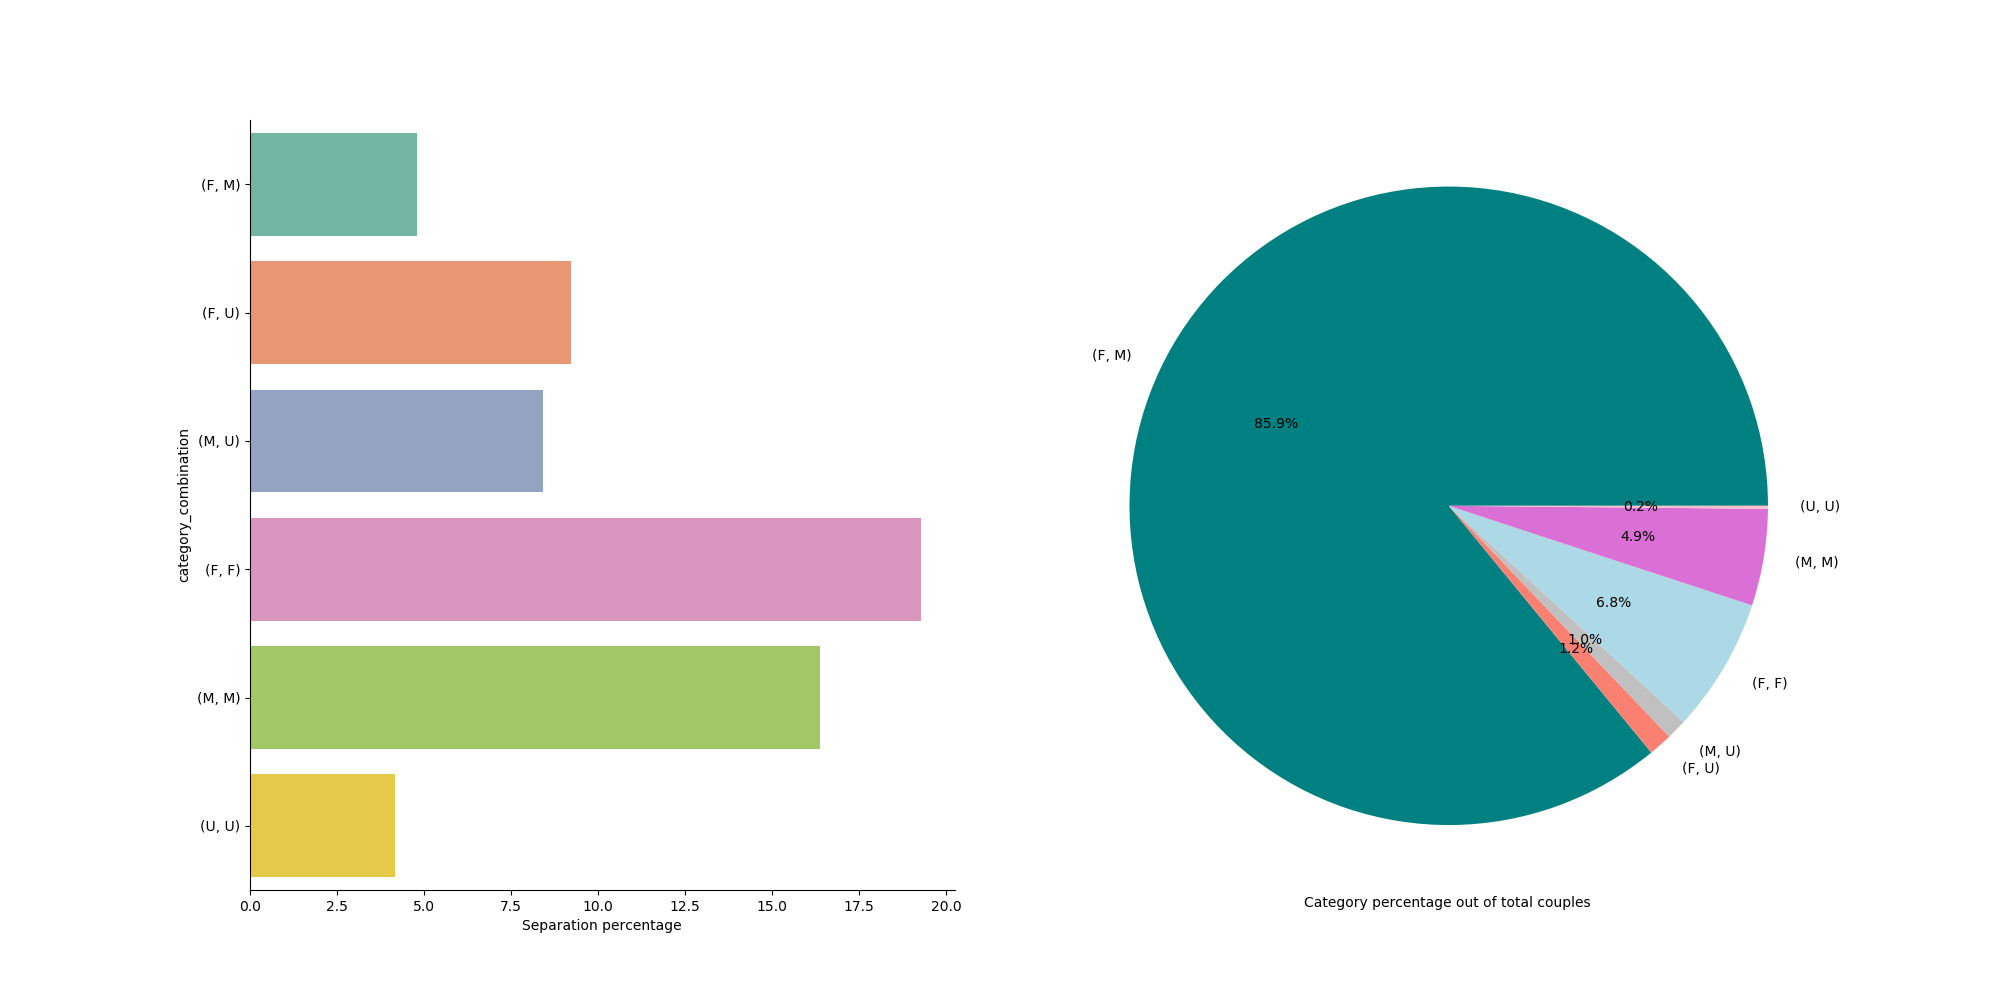 category_combination
(F, M)
(F, U)
(M, U)
(F, F)
(M, M)
(U, U)
0.0 2.5 5.0 7.5 10.0 12.5 15.0 17.5 20.0
Separation percentage
(F, M)
85.9%
0.2%
(U, U)
4.9%
(M, M)
6.8%
(F, F)
1.0%
1.2%
(M, U)
(F, U)
Category percentage out of total couples